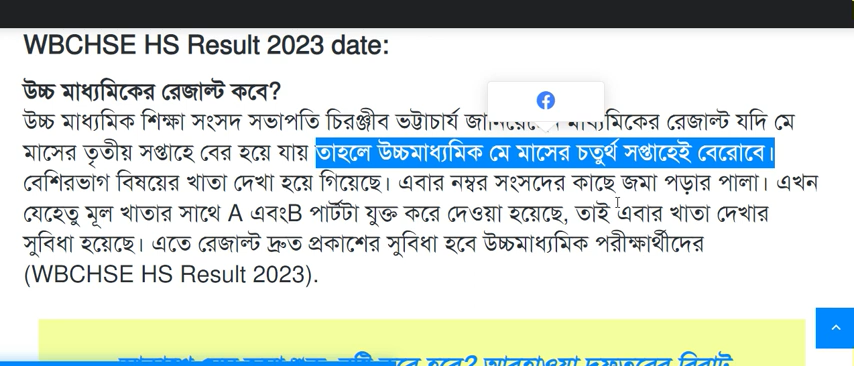 WBCHSE HS Result 2023 date:
উচ্চ মাধ্যমিকের রেজাল্ট কবে?
উচ্চ মাধ্যমিক শিক্ষা সংসদ সভাপতি চিরঞ্জীব ভট্টাচার্য মাধ্যমিকের রেজাল্ট যদি মে
মাসের তৃতীয় সপ্তাহে বের হয়ে যায় তাহলে উচ্চমাধ্যমিক মে মাসের চতুর্থ সপ্তাহেই বেরোবে।
বেশিরভাগ বিষয়ের খাতা দেখা হয়ে গিয়েছে। এবার নম্বর সংসদের কাছে জমা পড়ার পালা। এখন
যেহেতু মূল খাতার সাথে A এবংB পার্টটা যুক্ত করে দেওয়া হয়েছে, তাই এবার খাতা দেখার
সুবিধা হয়েছে। এতে রেজাল্ট দ্রুত প্রকাশের সুবিধা হবে উচ্চমাধ্যমিক পরীক্ষার্থীদের
(WBCHSE HS Result 2023).